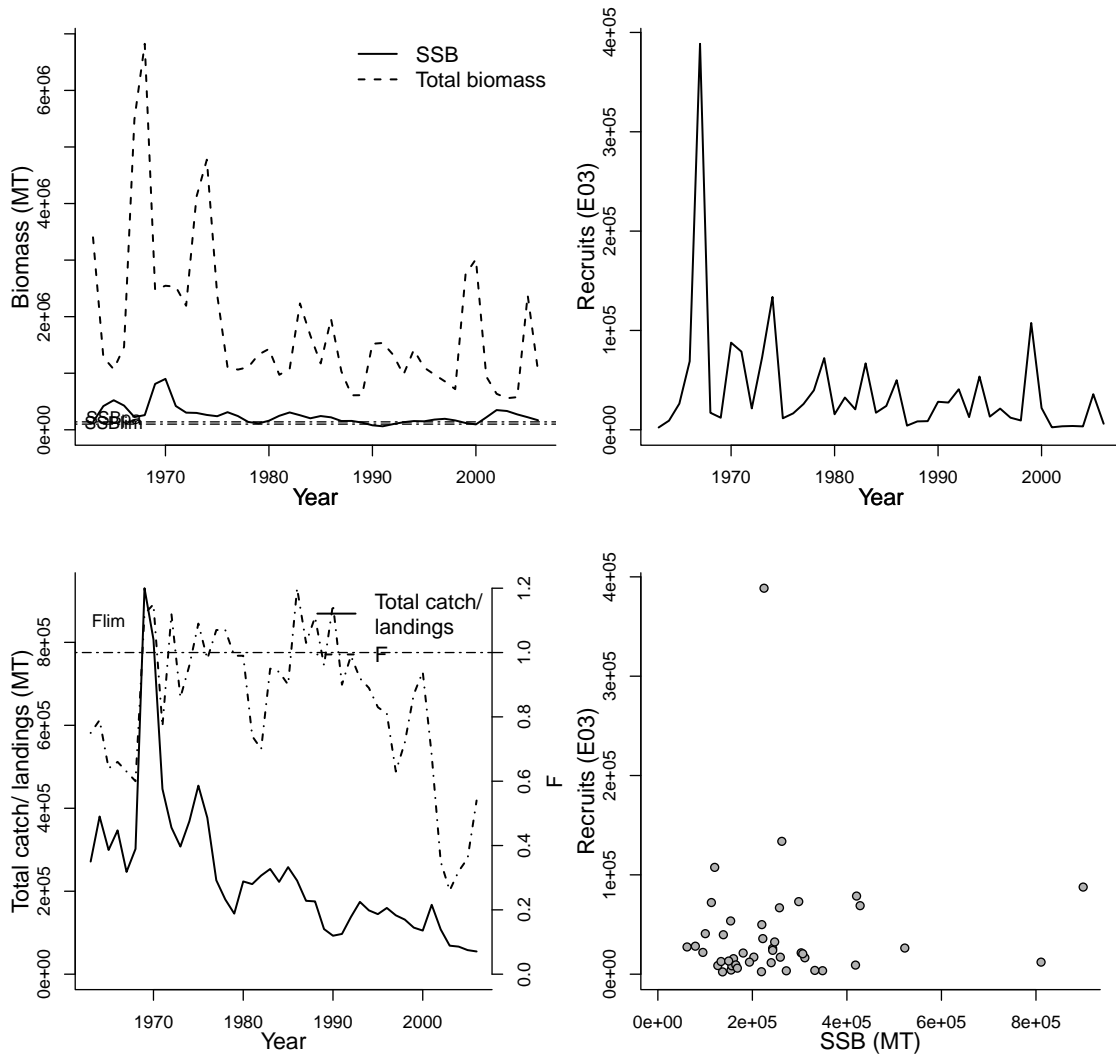 SSB
Total biomass
Biomass (MT)
0e+00
2e+06
4e+06
6e+06
SSBlim
1970
1980
1990
2000
Year
Recruits (E03)
0e+00
1e+05
2e+05
3e+05
4e+05
1970
1980
1990
2000
Year
Flim
Total catch/
landings
F
Total catch/ landings (MT)
0e+00
2e+05
4e+05
6e+05
8e+05
0.0
0.2
0.4
0.6
0.8
1.0
1.2
F
1970
1980
1990
2000
Year
Recruits (E03)
0e+00
1e+05
2e+05
3e+05
4e+05
0e+00
2e+05
4e+05
6e+05
8e+05
SSB (MT)